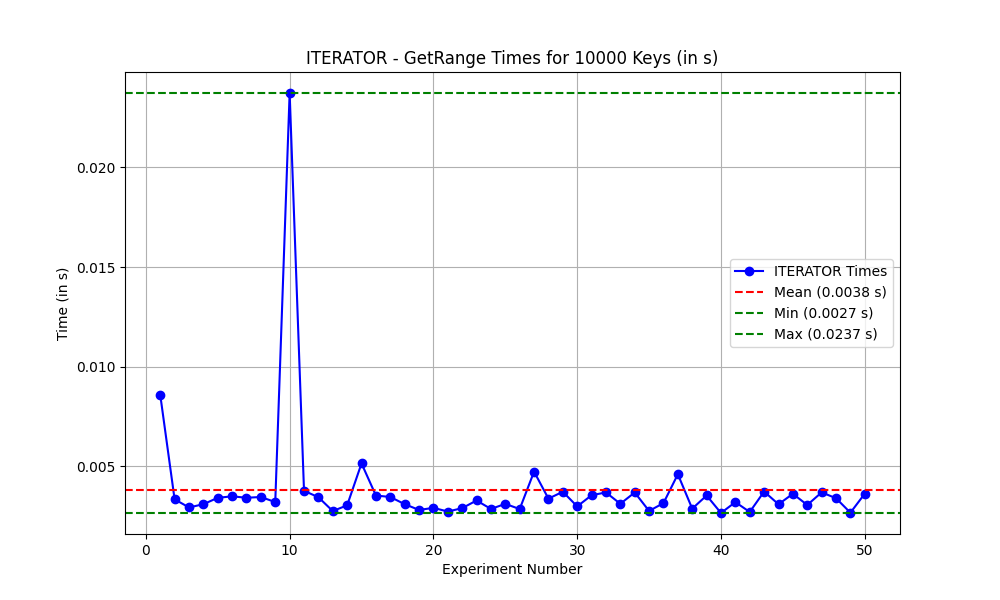 ITERATOR - GetRange Times for 10000 Keys (in s)
Time (in s)
0.020
0.015
0.010
0.005
ITERATOR Times
Mean (0.0038 s)
Min (0.0027 s)
Max (0.0237 s)
0 10 20 30 40 50
Experiment Number